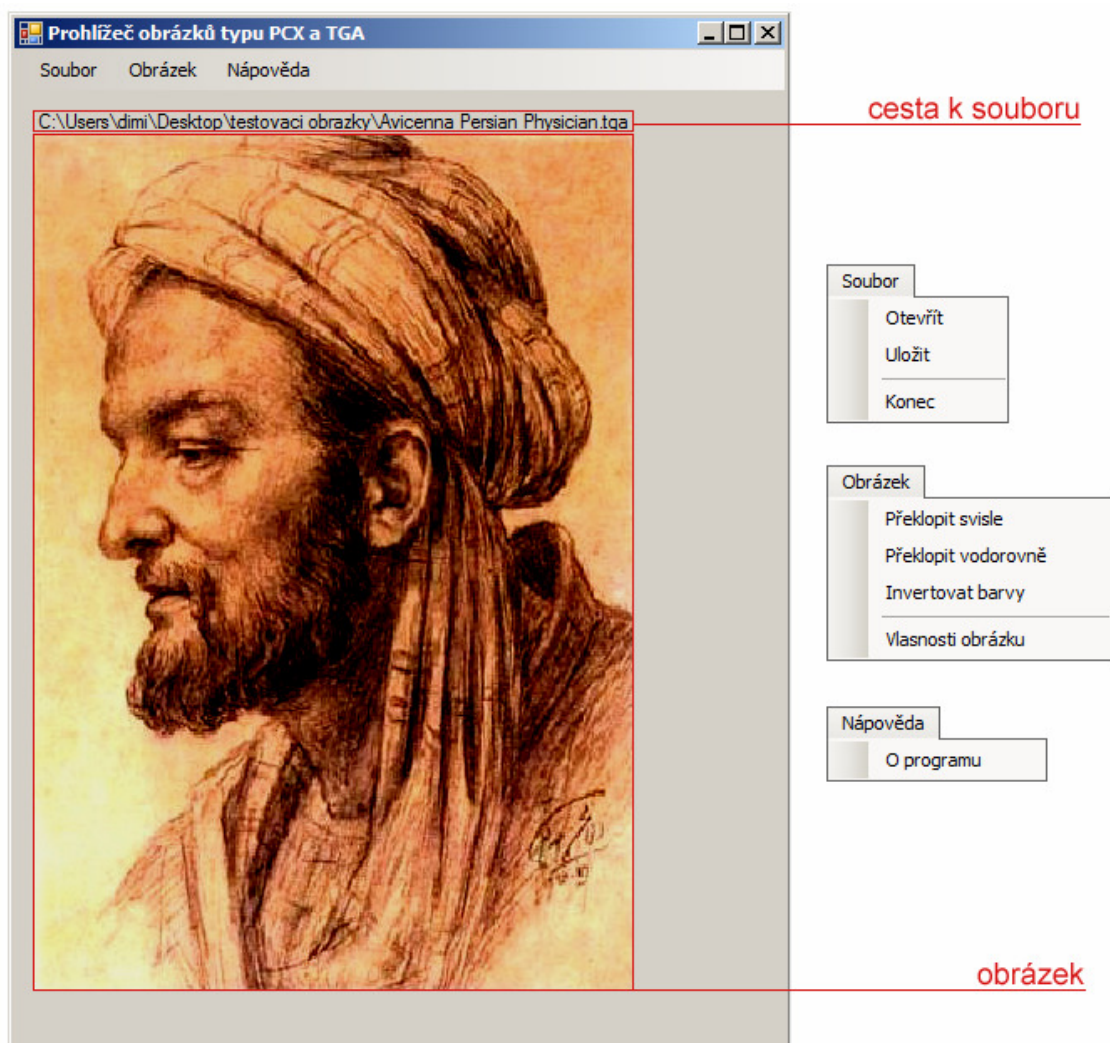 Prohlížeč obrázků typu PCX a TGA
Soubor Obrázek Nápověda
C:\Users\dimi\Desktop\testovaci obrazky\Avicenna Persian Physician.tga
cesta k souboru
Soubor
Otevřít
Uložit
Konec
Obrázek
Překlopit svisle
Překlopit vodorovně
Invertovat barvy
Vlasnosti obrázku
Nápověda
O programu
obrázek